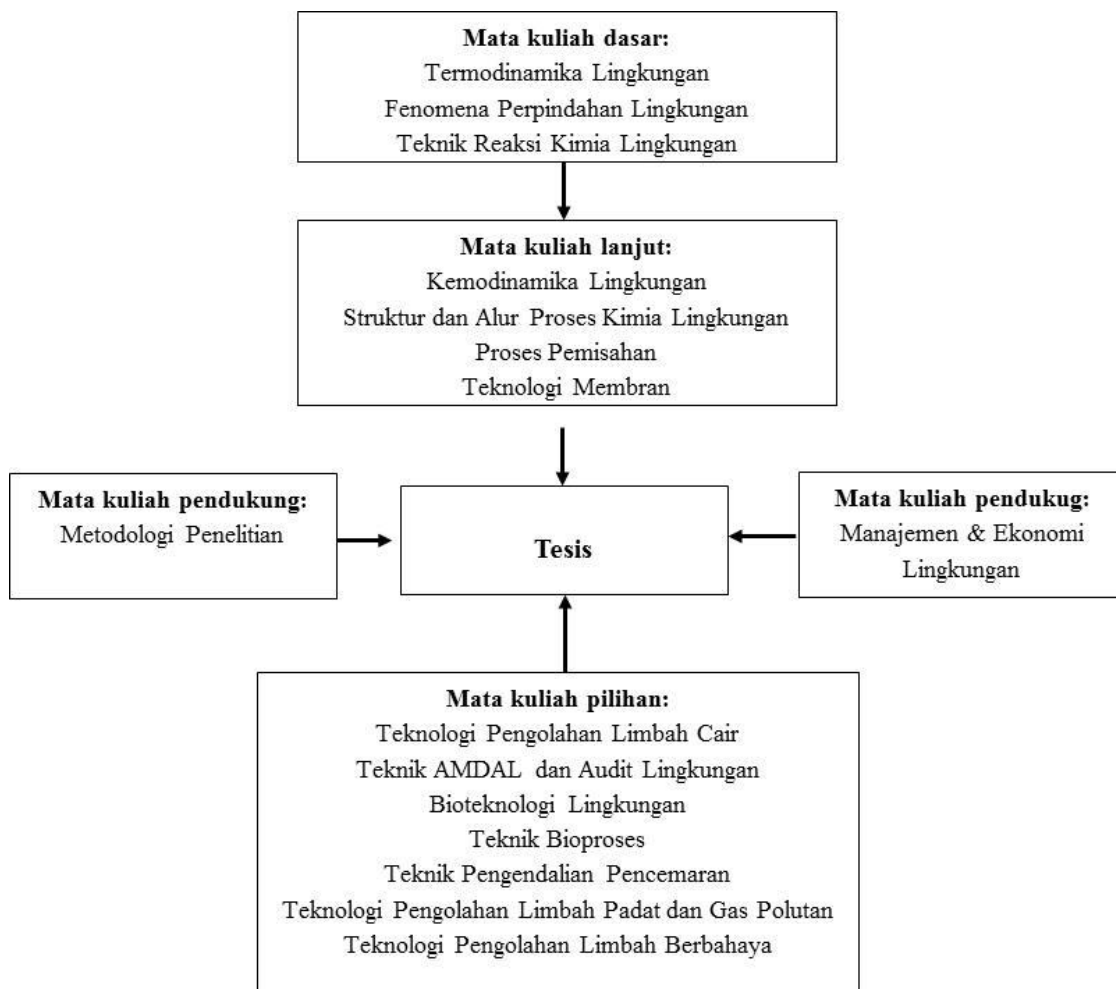 Mata kuliah dasar:
Termodinamika Lingkungan
Fenomena Perpindahan Lingkungan
Teknik Reaksi Kimia Lingkungan
Mata kuliah lanjut:
Kemodinamika Lingkungan
Struktur dan Alur Proses Kimia Lingkungan
Proses Pemisahan
Teknologi Membran
Mata kuliah pendukung:
Metodologi Penelitian
Tesis
Mata kuliah pendukug:
Manajemen & Ekonomi
Lingkungan
Mata kuliah pilihan:
Teknologi Pengolahan Limbah Cair
Teknik AMDAL dan Audit Lingkungan
Bioteknologi Lingkungan
Teknik Bioproses
Teknik Pengendalian Pencemaran
Teknologi Pengolahan Limbah Padat dan Gas Polutan
Teknologi Pengolahan Limbah Berbahaya